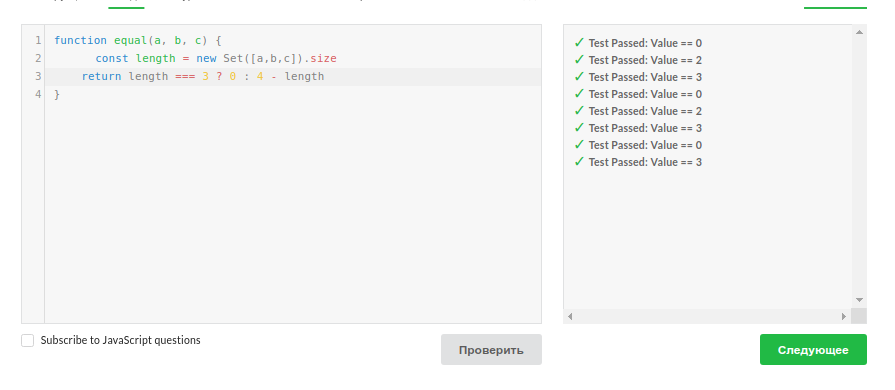 1 function equal(a, b, c) {
2 const length = new Set([a,b,c]).size
3 return length === 3 ? 0 : 4 - length
4 }
✓ Test Passed: Value == 0
✓ Test Passed: Value == 2
✓ Test Passed: Value == 3
✓ Test Passed: Value == 0
✓ Test Passed: Value == 2
✓ Test Passed: Value == 3
✓ Test Passed: Value == 0
✓ Test Passed: Value == 3
Subscribe to JavaScript questions
Проверить
Следующее